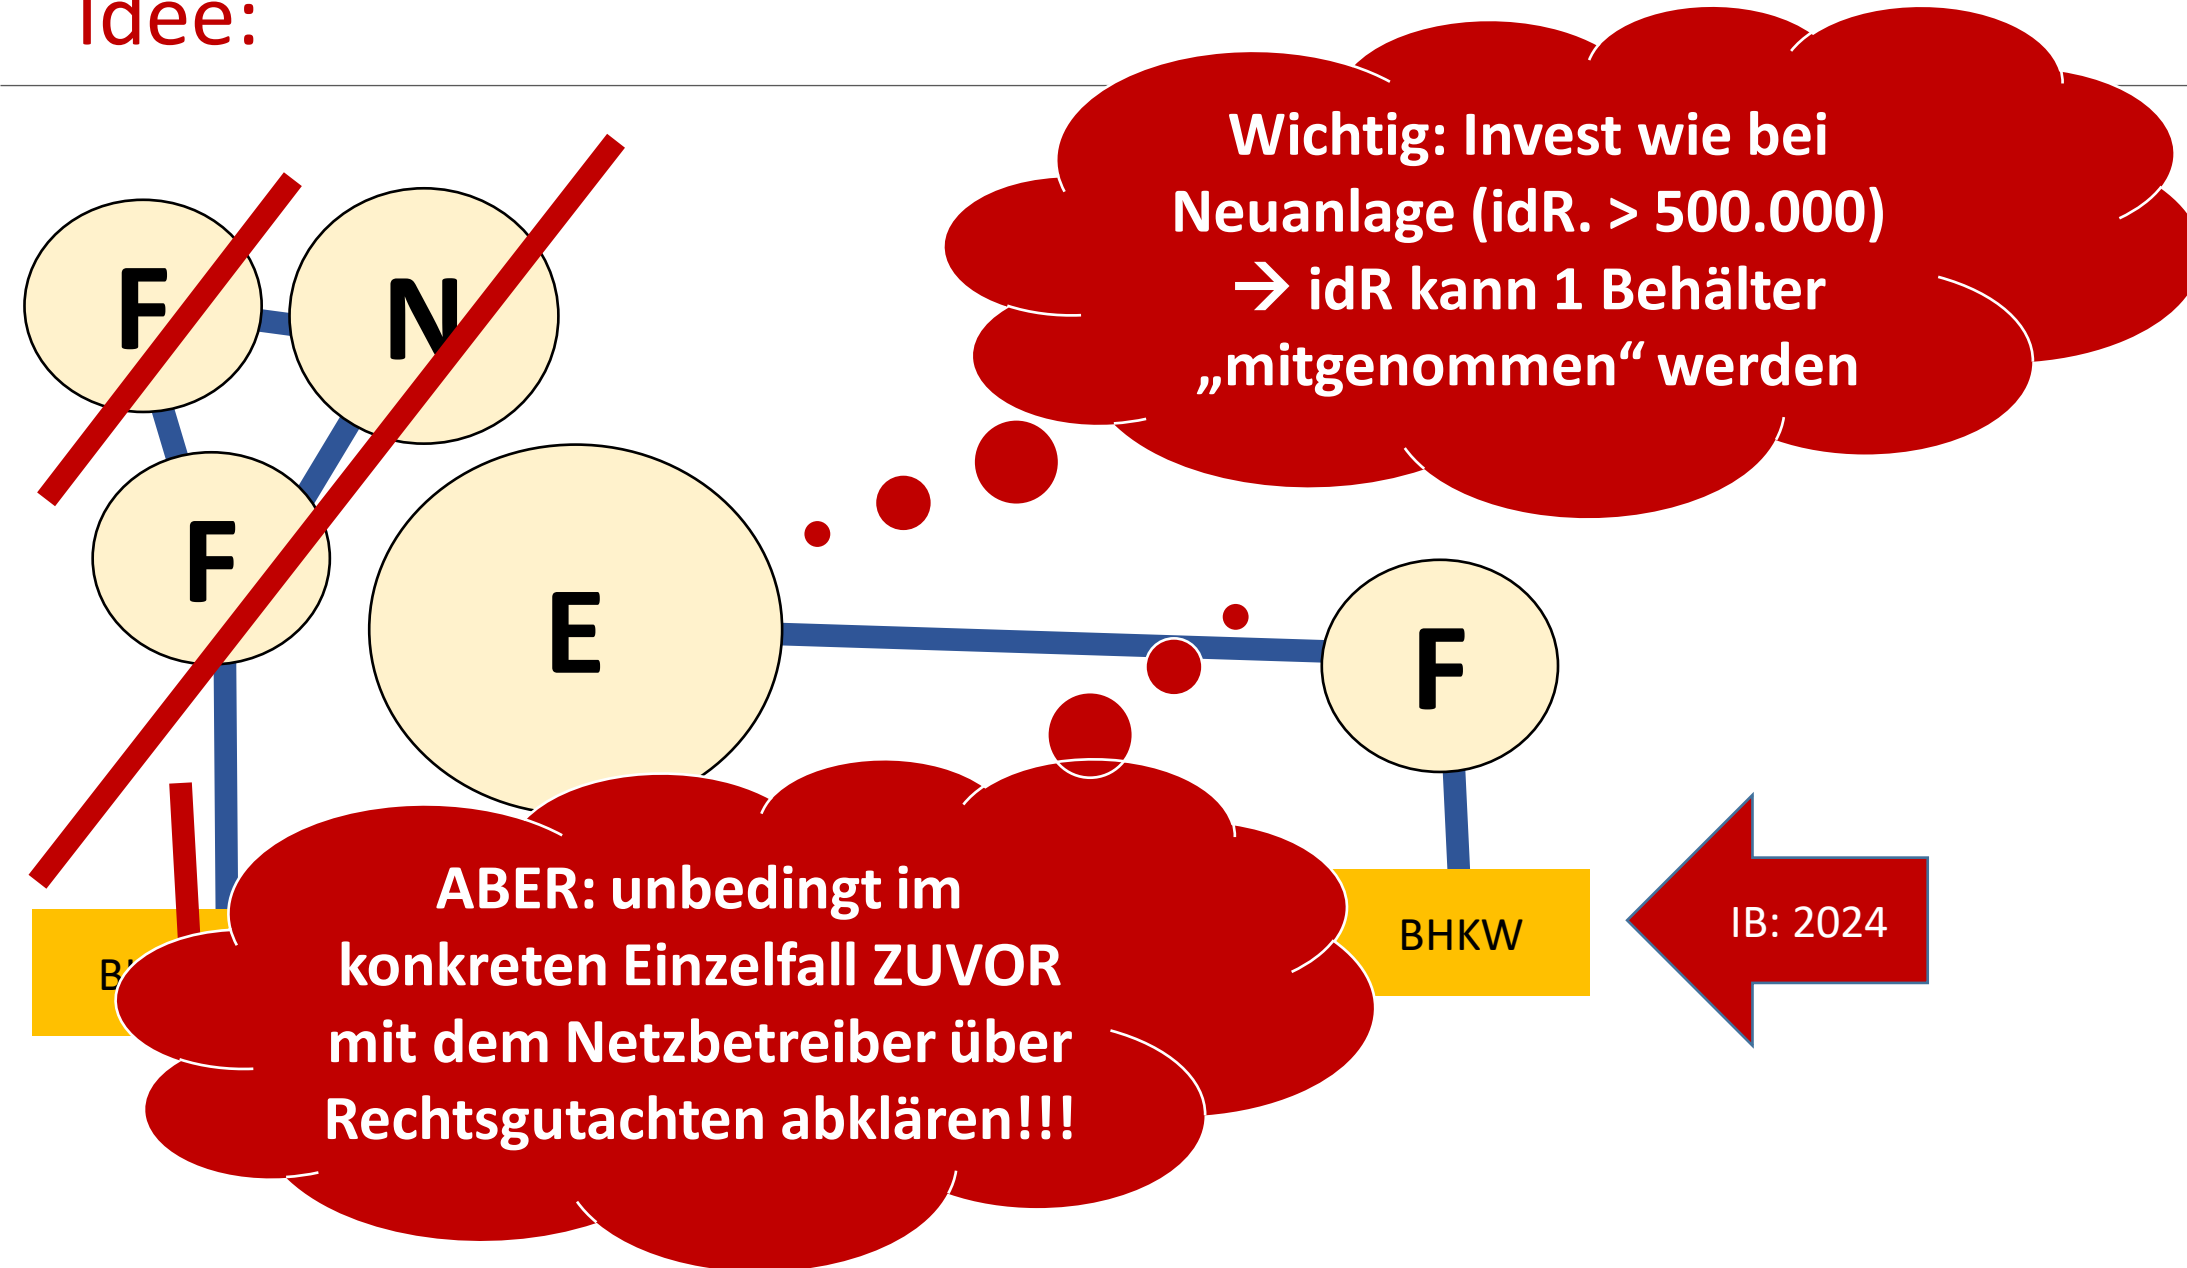 Idee:
Wichtig: Invest wie bei
Neuanlage (idR. > 500.000)
→ idR kann 1 Behälter
„mitgenommen“ werden
F
N
F
E
F
ABER: unbedingt im
konkreten Einzelfall ZUVOR
mit dem Netzbetreiber über
Rechtsgutachten abklären!!!
BHKW
IB: 2024